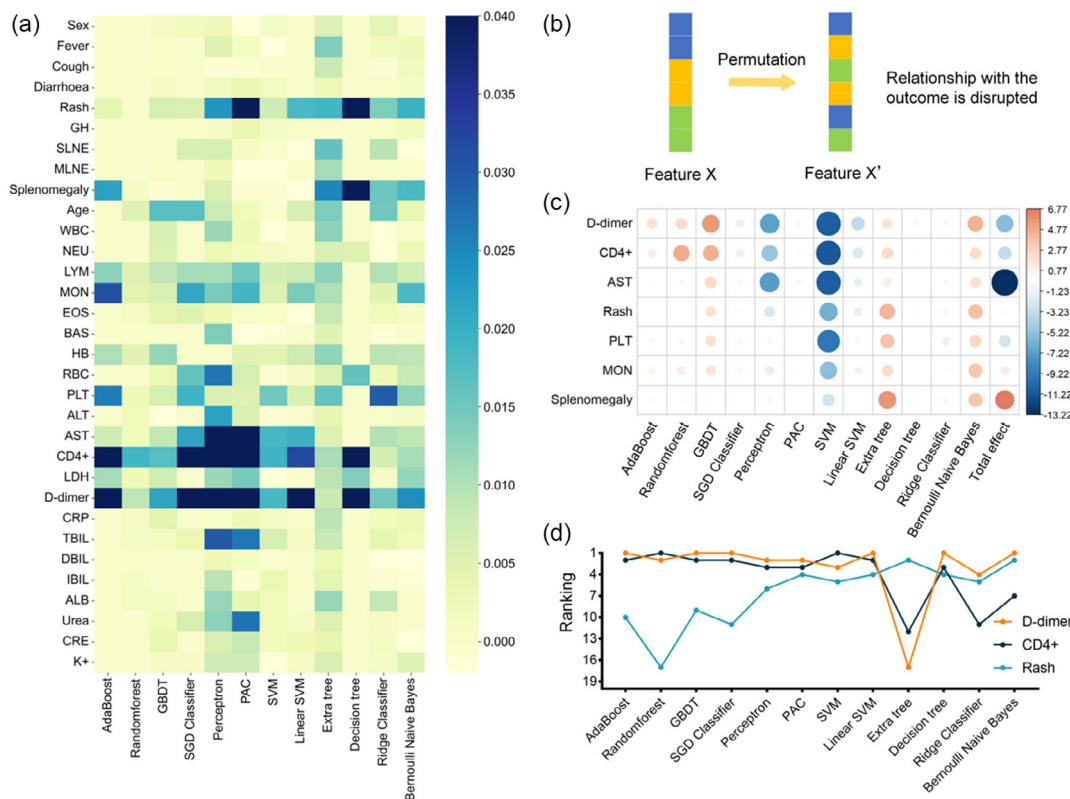 (a)
Sex
Fever
Cough
Diarrhoea
Rash
GH
SLNE
MLNE
Splenomegaly
Age
WBC
NEU
LYM
MON
EOS
BAS
HB
RBC
PLT
ALT
AST
CD4+
LDH
D-dimer
CRP
TBIL
DBIL
IBIL
ALB
Urea
CRE
K+
AdaBoost
Randomforest
GBDT
SGD Classifier
Perceptron
PAC
SVM
Linear SVM
Extra tree
Decision tree
Ridge Classifier
Bernoulli Naive Bayes
0.040
0.035
0.030
0.025
0.020
0.015
0.010
0.005
0.000
(b)
Permutation
Relationship with the
outcome is disrupted
Feature X
Feature X'
(c)
D-dimer
CD4+
AST
Rash
PLT
MON
Splenomegaly
AdaBoost
Randomforest
GBDT
SGD Classifier
Perceptron
PAC
SVM
Linear SVM
Extra tree
Decision tree
Ridge Classifier
Bernoulli Naive Bayes
Total effect
6.77
4.77
2.77
0.77
-1.22
-3.22
-5.22
-7.22
-9.22
-11.22
-13.22
(d)
Ranking
1
4
7
10
13
16
19
D-dimer
CD4+
Rash
AdaBoost
Randomforest
GBDT
SGD Classifier
Perceptron
PAC
SVM
Linear SVM
Extra tree
Decision tree
Ridge Classifier
Bernoulli Naive Bayes